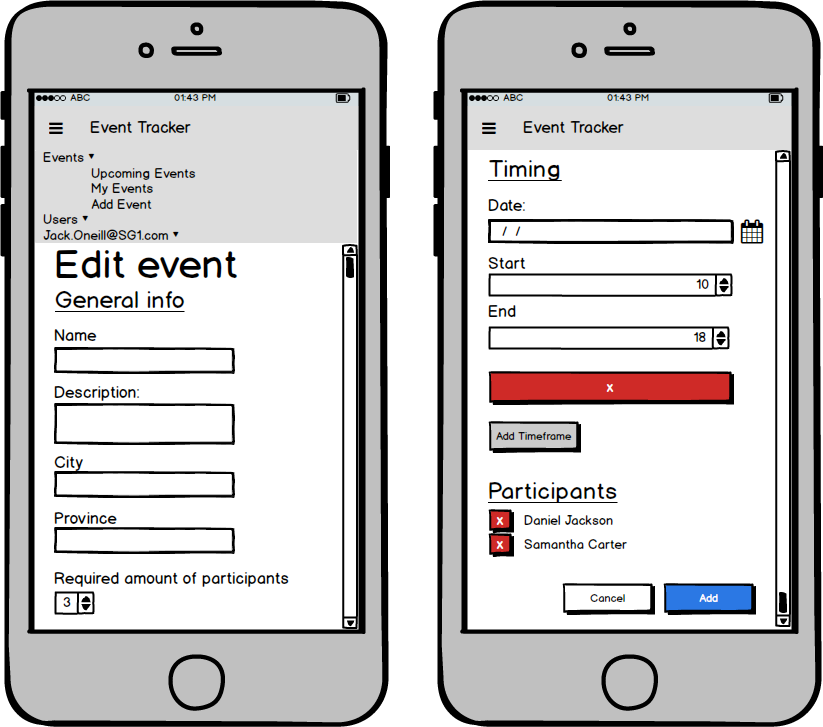 ABC 01:43 PM
Event Tracker
Events
Upcoming Events
My Events
Add Event
Users
Jack.Oneill@SG1.com
Edit event
General info
Name
Description:
City
Province
Required amount of participants
3
ABC 01:43 PM
Event Tracker
Timing
Date:
/ /
Start
10
End
18
x
Add Timeframe
Participants
x Daniel Jackson
x Samantha Carter
Cancel Add